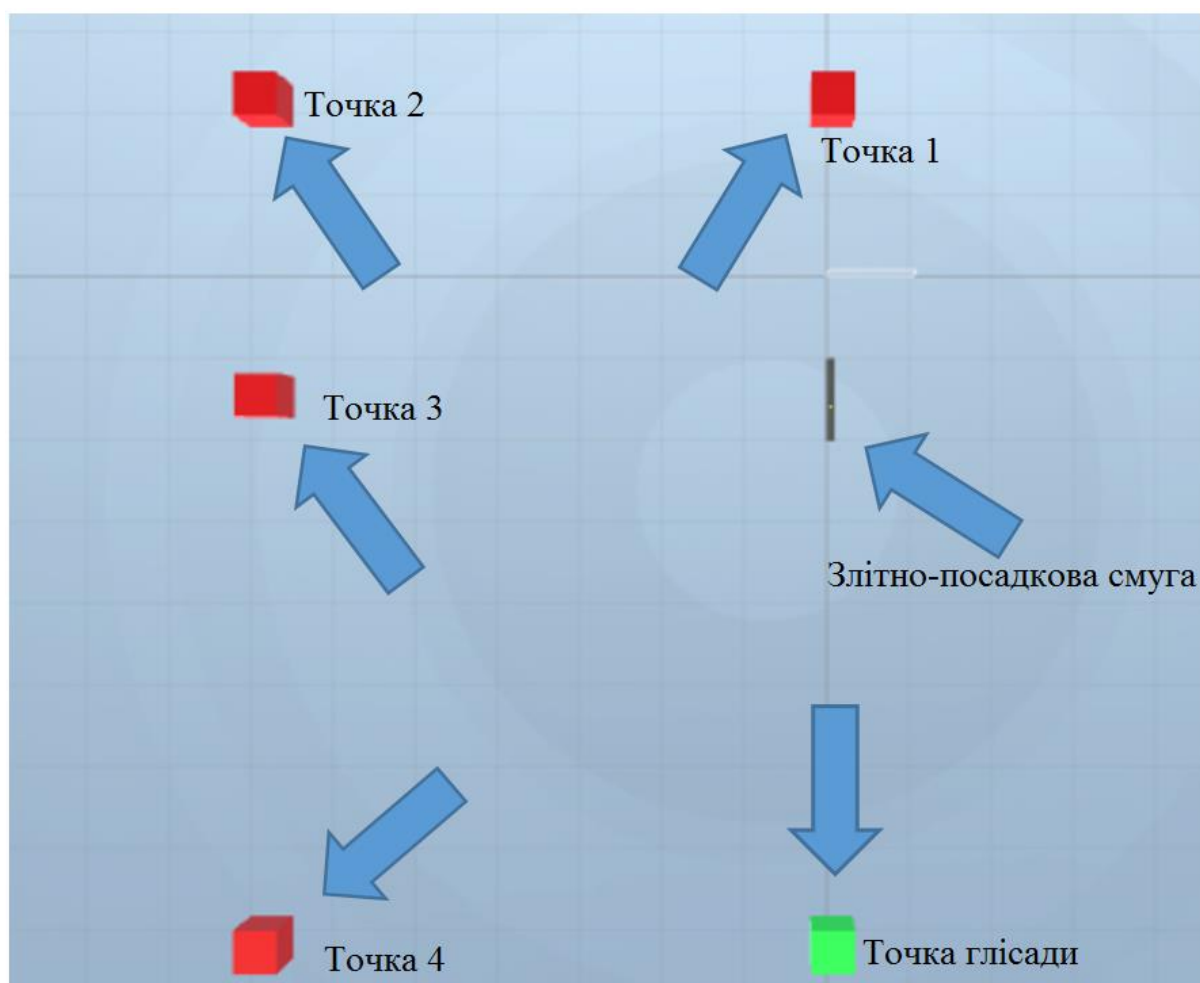 Точка 2
Точка 1
Точка 3
Злітно-посадкова смуга
Точка 4
Точка глісади